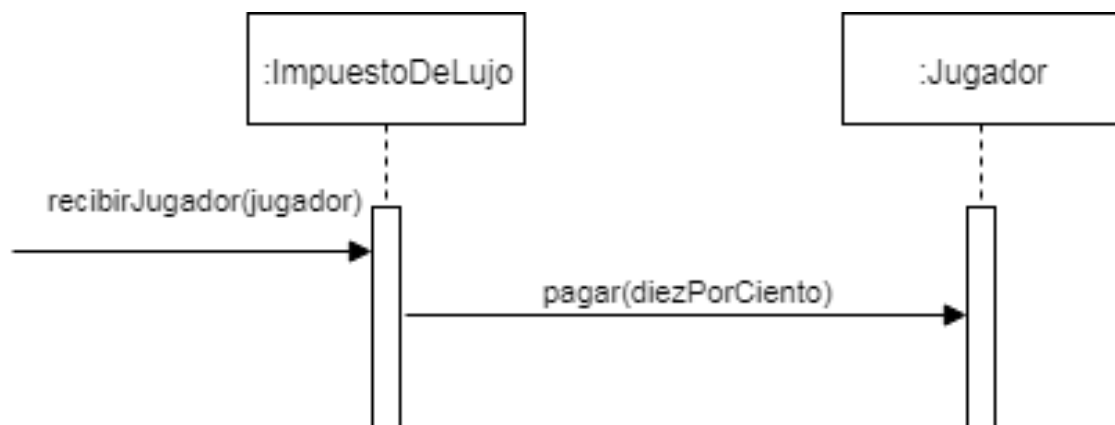 :ImpuestoDeLujo
:Jugador
recibirJugador(jugador)
pagar(diezPorCiento)